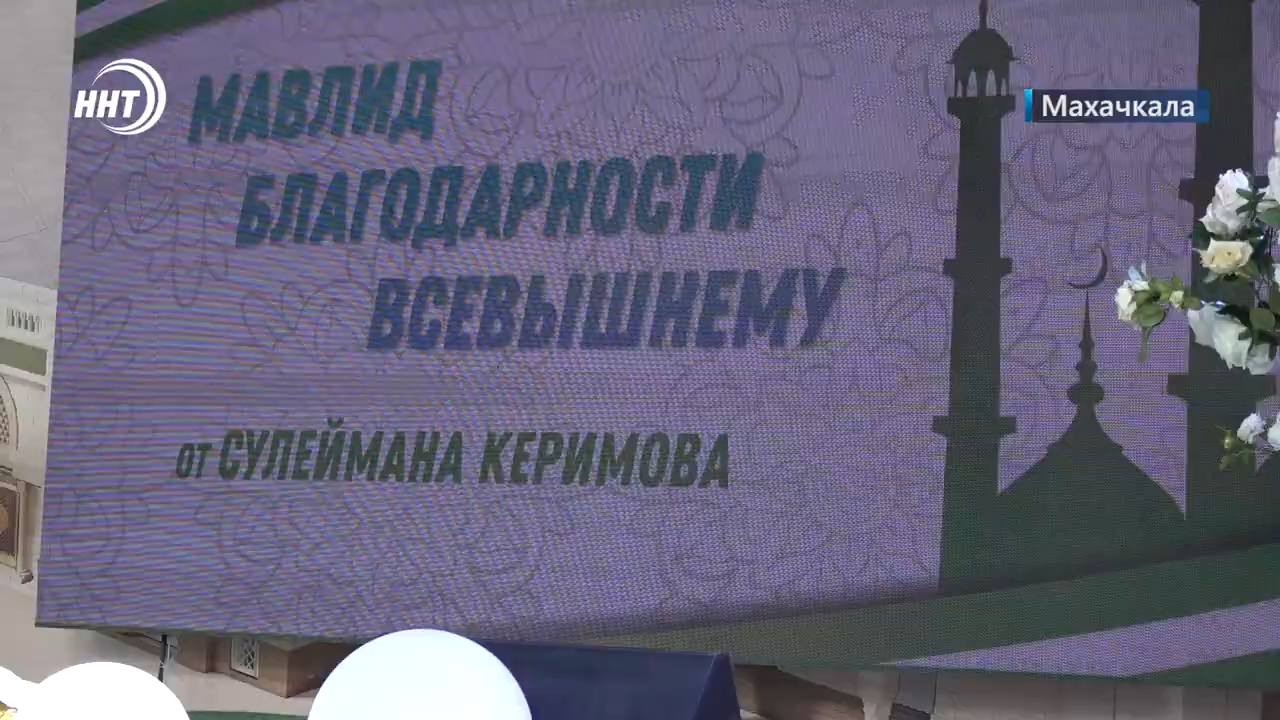 ННТ
Махачкала
МАВЛИД
БЛАГОДАРНОСТИ
ВСЕВЫШНЕМУ
от СУЛЕЙМАНА КЕРИМОВА